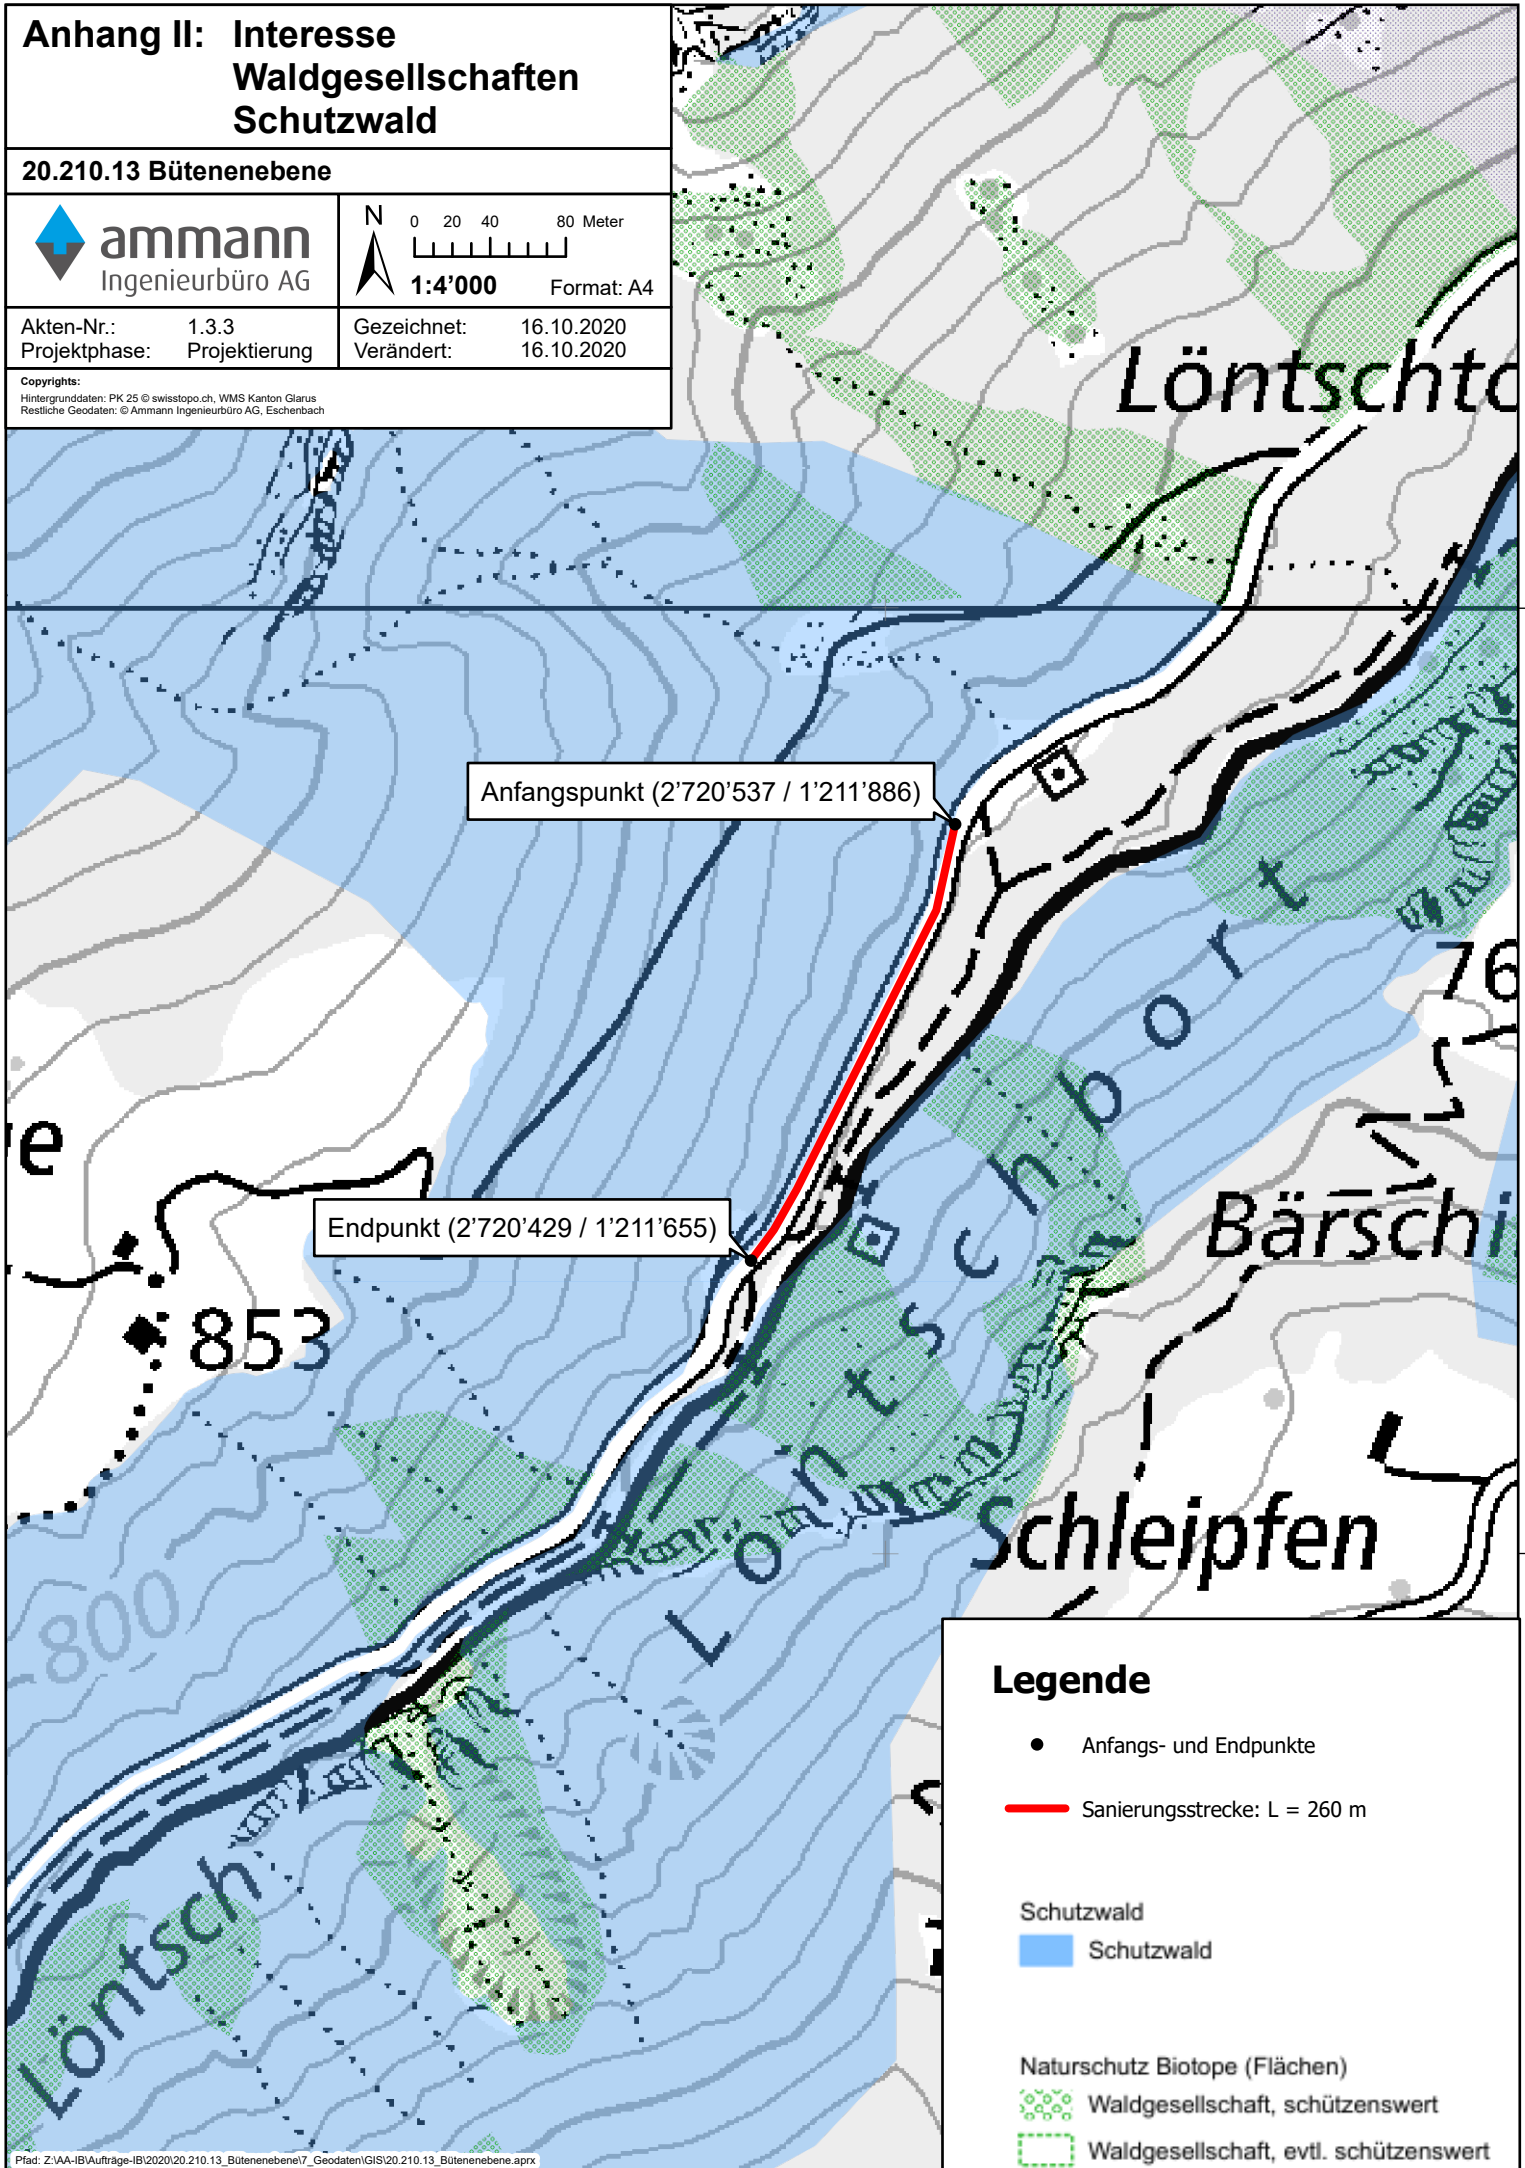 Anhang II: Interesse
Waldgesellschaften
Schutzwald
20.210.13 Bütenenebene
ammann
Ingenieurbüro AG
N
0 20 40 80 Meter
1:4'000 Format: A4
Akten-Nr.: 1.3.3
Projektphase: Projektierung
Gezeichnet: 16.10.2020
Verändert: 16.10.2020
Copyrights:
Hintergrunddaten: PK 25 © swisstopo.ch, WMS Kanton Glarus
Restliche Geodaten: © Ammann Ingenieurbüro AG, Eschenbach
Löntschto
Anfangspunkt (2'720'537 / 1'211'886)
76
Löntschbort
Bärschi
Endpunkt (2'720'429 / 1'211'655)
853
Schleipfen
800
Löntsch
Legende
Anfangs- und Endpunkte
Sanierungsstrecke: L = 260 m
Schutzwald
Schutzwald
Naturschutz Biotope (Flächen)
Waldgesellschaft, schützenswert
Waldgesellschaft, evtl. schützenswert
Pfad: Z:\AA-IB\Aufträge-IB\2020\20.210.13_Bütenenebene\7_Geodaten\GIS\20.210.13_Bütenenebene.aprx